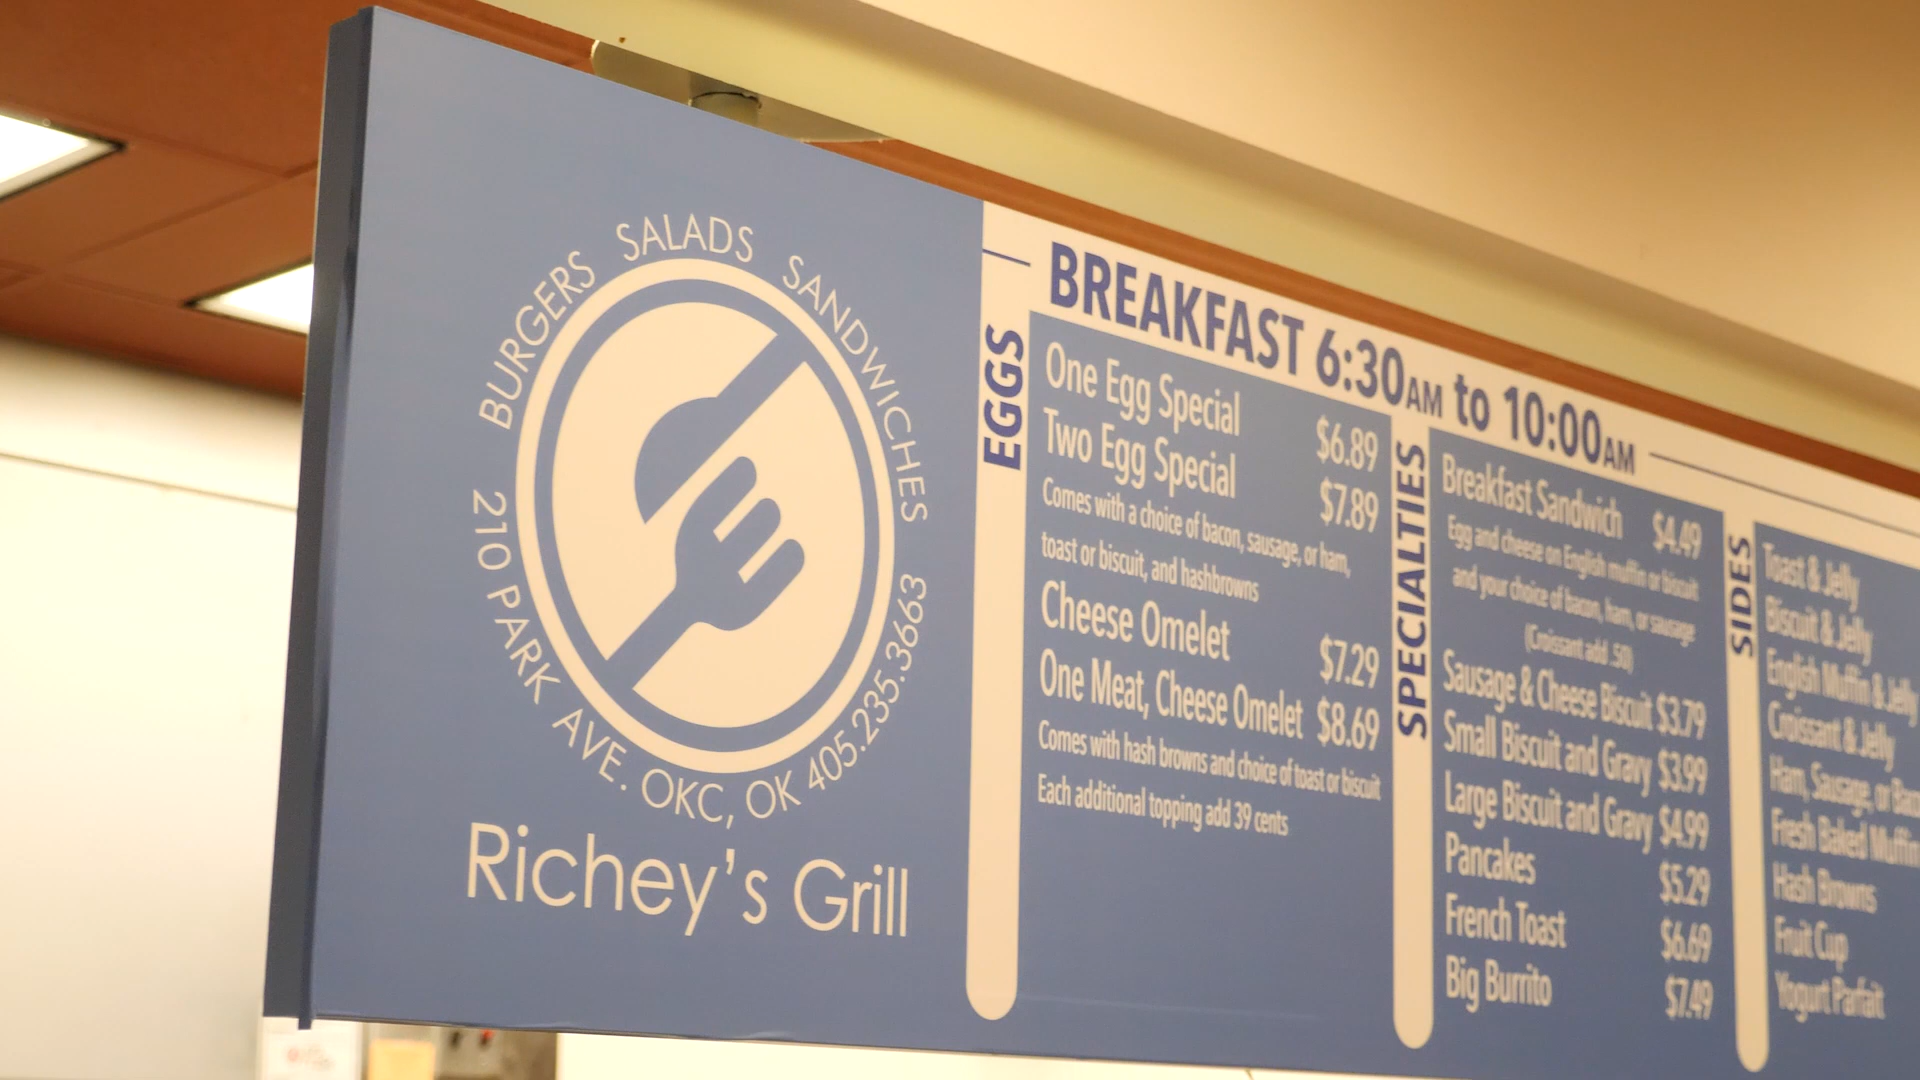 BURGERS SALADS SANDWICHES
210 PARK AVE. OKC, OK 405.235.3663
Richey's Grill
BREAKFAST 6:30AM to 10:00AM
EGGS
One Egg Special $6.89
Two Egg Special $7.89
Comes with a choice of bacon, sausage, or ham,
toast or biscuit, and hashbrowns
Cheese Omelet $7.29
One Meat, Cheese Omelet $8.69
Comes with hash browns and choice of toast or biscuit
Each additional topping add 39 cents
SPECIALTIES
Breakfast Sandwich $4.49
Egg and cheese on English muffin or biscuit
and your choice of bacon, ham, or sausage
(Croissant add .50)
Sausage & Cheese Biscuit $3.79
Small Biscuit and Gravy $3.99
Large Biscuit and Gravy $4.99
Pancakes $5.29
French Toast $6.69
Big Burrito $7.49
SIDES
Toast & Jelly
Biscuit & Jelly
English Muffin & Jelly
Croissant & Jelly
Ham, Sausage, or
Fresh Baked Muffin
Hash Browns
Fruit Cup
Yogurt Parfait